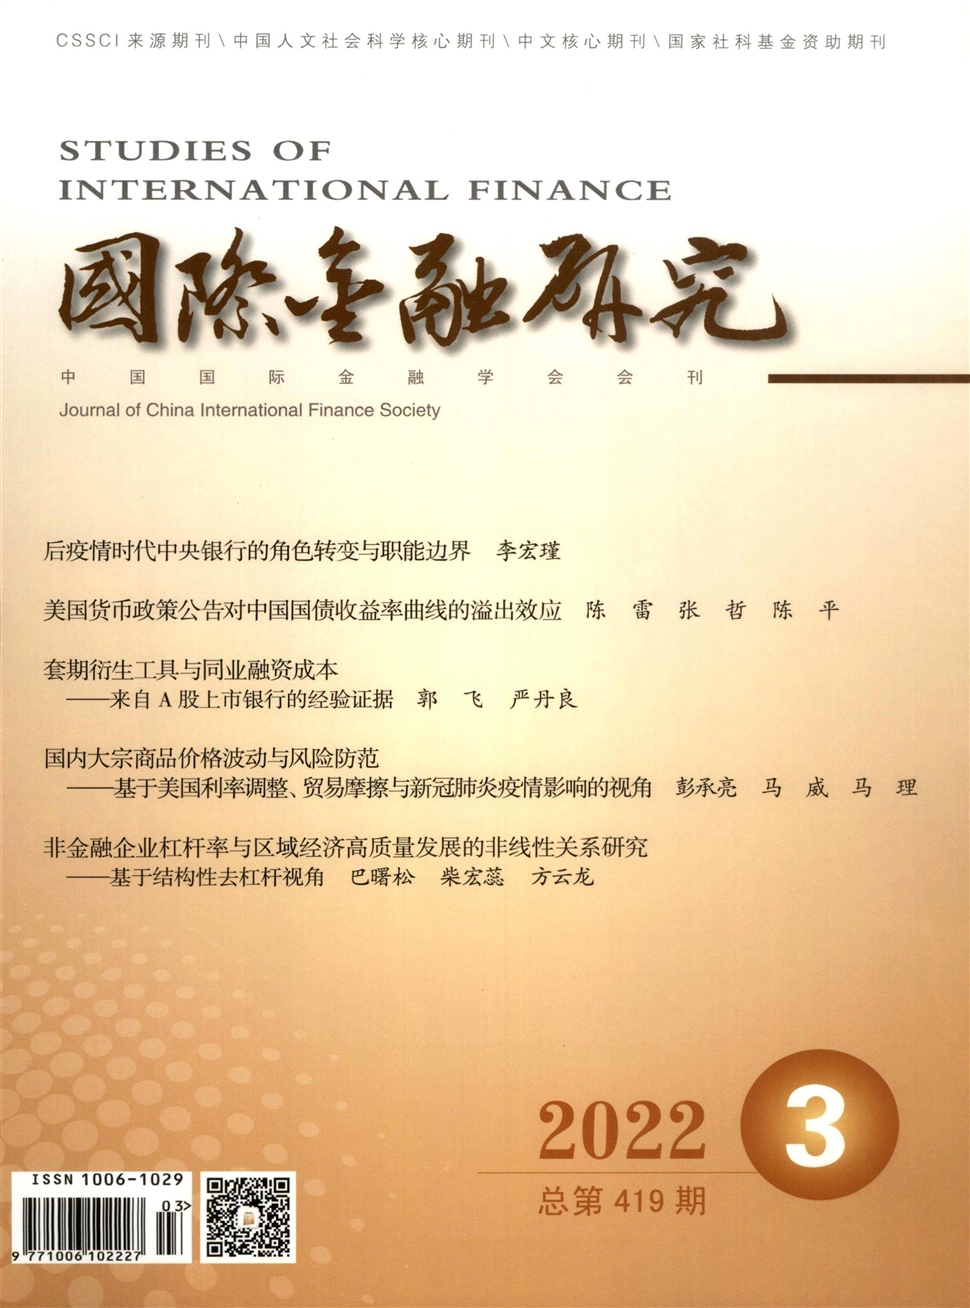 CSSCI来源期刊\中国人文社会科学核心期刊\中文核心期刊\国家社科基金资助期刊
STUDIES OF
INTERNATIONAL FINANCE
國際金融研究
中国国际金融学会会刊
Journal of China International Finance Society
后疫情时代中央银行的角色转变与职能边界 李宏瑾
美国货币政策公告对中国国债收益率曲线的溢出效应 陈 雷 张 哲 陈 平
套期衍生工具与同业融资成本
——来自 A 股上市银行的经验证据 郭 飞 严丹良
国内大宗商品价格波动与风险防范
——基于美国利率调整、贸易摩擦与新冠肺炎疫情影响的视角 彭承亮 马 威 马 理
非金融企业杠杆率与区域经济高质量发展的非线性关系研究
——基于结构性去杠杆视角 巴曙松 柴宏蕊 方云龙
2022
3
总第 419 期
ISSN 1006-1029
03>
9 771006 102227